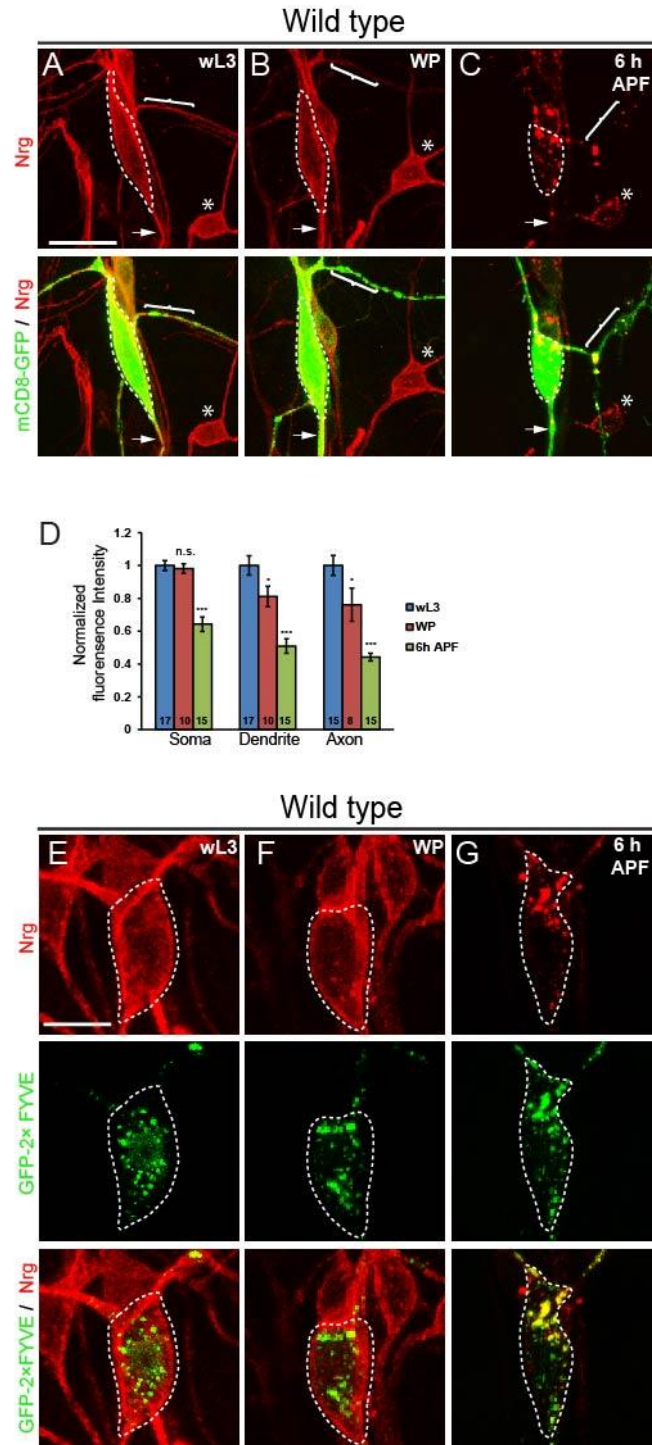 Wild type
A wL3
B WP
C 6 h APF
Nrg
*
*
*
mCD8-GFP / Nrg
*
*
*
D
Normalized
fluorensence Intensity
1.2
1
0.8
0.6
0.4
0.2
0
n.s.
***
*
***
*
***
17 10 15
17 10 15
15 8 15
Soma Dendrite Axon
wL3
WP
6h APF
Wild type
E wL3
F WP
G 6 h APF
Nrg
GFP-2× FYVE
GFP-2×FYVE / Nrg